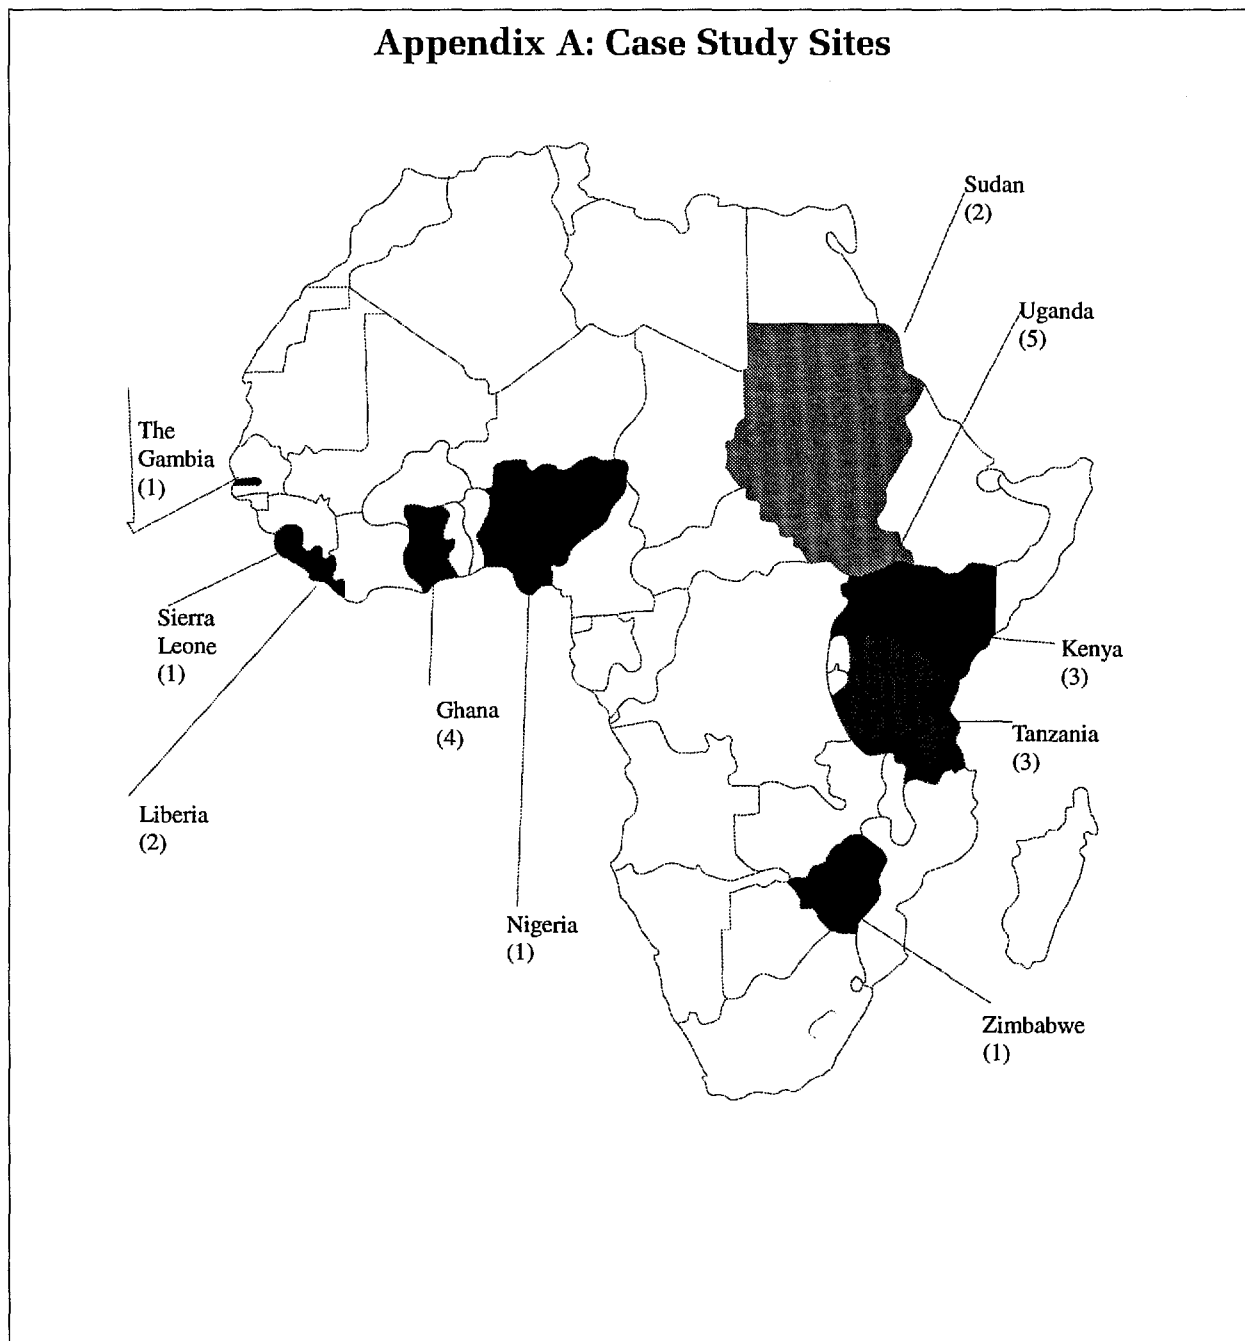 Appendix A: Case Study Sites
Sudan
(2)
Uganda
(5)
The
Gambia
(1)
Sierra
Leone
(1)
Kenya
(3)
Ghana
(4)
Tanzania
(3)
Liberia
(2)
Nigeria
(1)
Zimbabwe
(1)